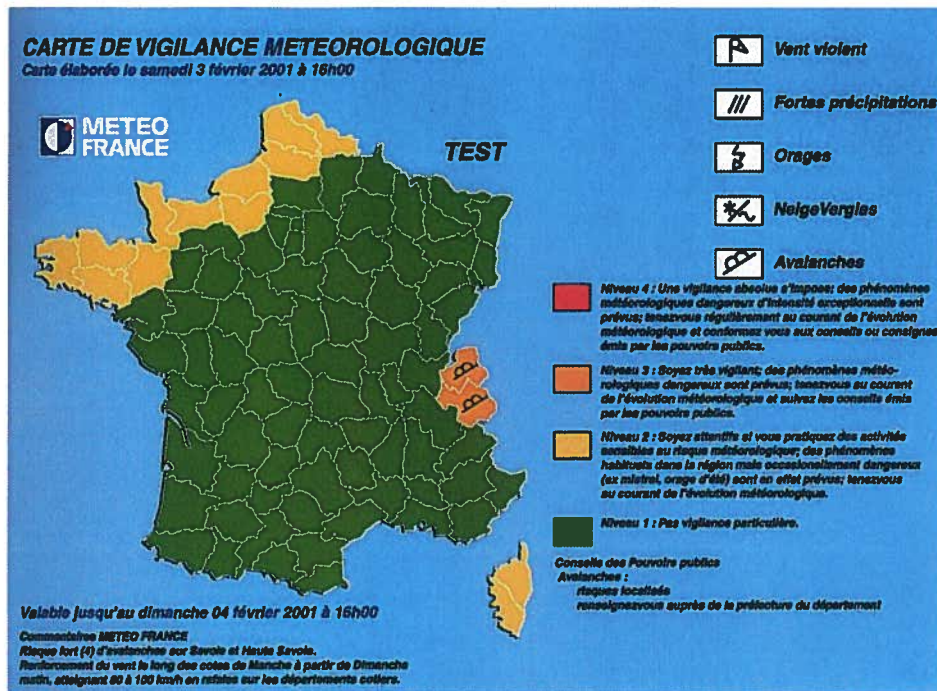 CARTE DE VIGILANCE METEOROLOGIQUE
Carte élaborée le samedi 3 février 2001 à 16h00
METEO
FRANCE
TEST
Vent violent
Fortes précipitations
Orages
NeigeVerglas
Avalanches
Niveau 4 : Une vigilance absolue s'impose; des phénomènes
météorologiques dangereux d'intensité exceptionnelle sont
prévus; tenezvous régulièrement au courant de l'évolution
météorologique et conformez vous aux conseils ou consignes
émis par les pouvoirs publics.
Niveau 3 : Soyez très vigilant; des phénomènes météo-
rologiques dangereux sont prévus; tenezvous au courant
de l'évolution météorologique et suivez les conseils émis
par les pouvoirs publics.
Niveau 2 : Soyez attentifs si vous pratiquez des activités
sensibles au risque météorologique; des phénomènes
habituels dans la région mais occasionellement dangereux
(ex mistral, orage d'été) sont en effet prévus; tenezvous
au courant de l'évolution météorologique.
Niveau 1 : Pas vigilance particulière.
Conseils des Pouvoirs publics
Avalanches :
risques localisés
renseignezvous auprès de la préfecture du département
Valable jusqu'au dimanche 04 février 2001 à 16h00
Commentaires METEO FRANCE
Risque fort (4) d'avalanches sur Savoie et Haute Savoie.
Renforcement du vent le long des cotes de Manche à partir de Dimanche
matin, atteignant 80 à 100 km/h en rafales sur les départements cotiers.